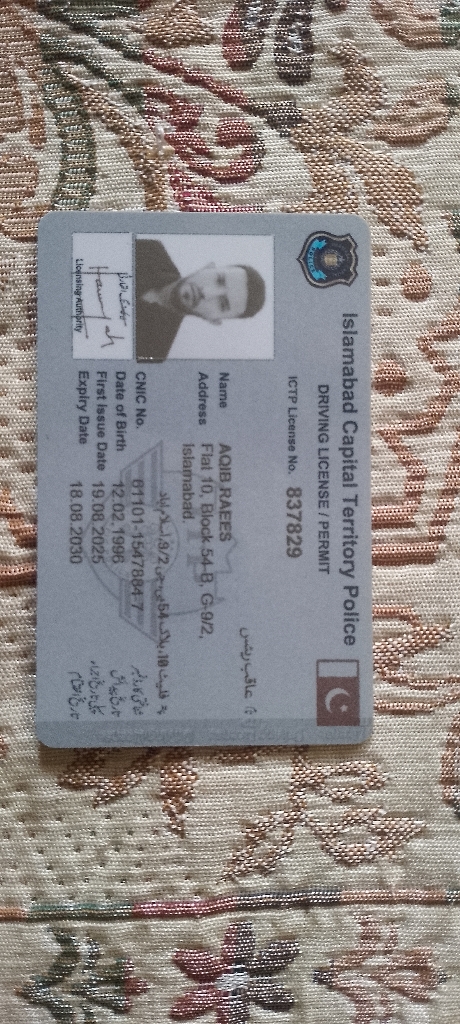 Islamabad Capital Territory Police
DRIVING LICENSE / PERMIT
ICTP License No. 837829
عاقب رئیس
Name AQIB RAEES
Address Flat 10, Block 54-B, G-9/2,
Islamabad
CNIC No. 61101-1547884-7
Date of Birth 12.02.1996
First Issue Date 19.08.2025
Expiry Date 18.08.2030
Licensing Authority